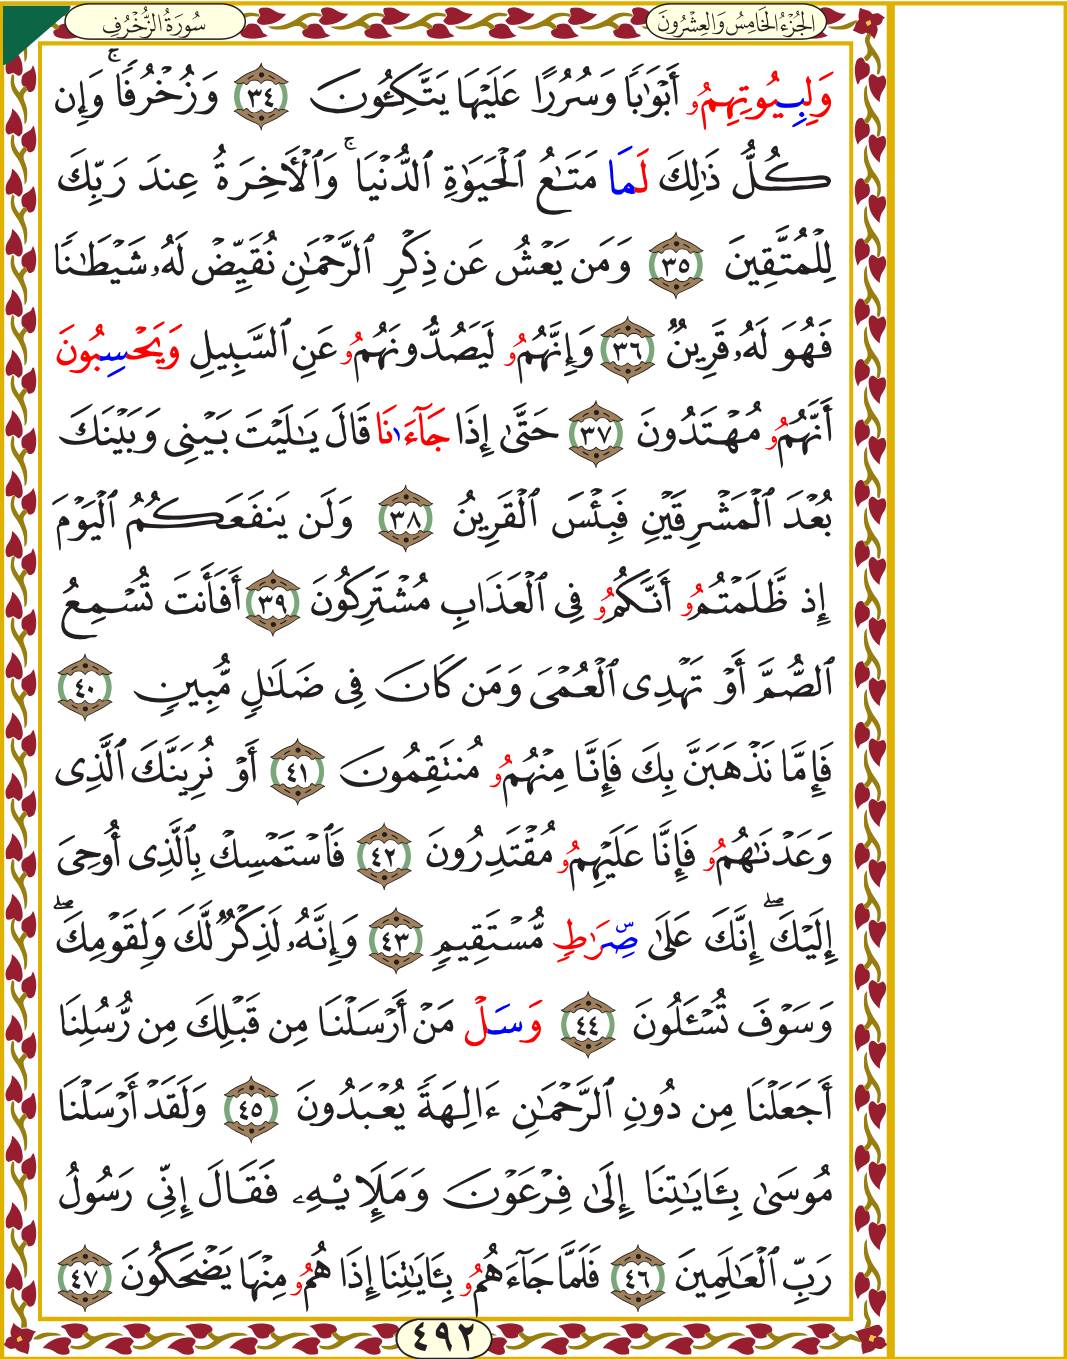 سُورَةُ الزُّخْرُفِ
الجُزْءُ الخَامِسُ وَالعِشْرُونَ
وَلِبِيُوتِهِمُۥ أَبْوَٰبًا وَسُرُرًا عَلَيْهَا يَتَّكِـُٔونَ ٣٤ وَزُخْرُفًا ۚ وَإِن
كُلُّ ذَٰلِكَ لَمَا مَتَـٰعُ ٱلْحَيَوٰةِ ٱلدُّنْيَا ۚ وَٱلْـَٔاخِرَةُ عِندَ رَبِّكَ
لِلْمُتَّقِينَ ٣٥ وَمَن يَعْشُ عَن ذِكْرِ ٱلرَّحْمَـٰنِ نُقَيِّضْ لَهُۥ شَيْطَـٰنًا
فَهُوَ لَهُۥ قَرِينٌ ٣٦ وَإِنَّهُمُۥ لَيَصُدُّونَهُمُۥ عَنِ ٱلسَّبِيلِ وَيَحْسِبُونَ
أَنَّهُمُۥ مُهْتَدُونَ ٣٧ حَتَّىٰ إِذَا جَآءَٰنَا قَالَ يَـٰلَيْتَ بَيْنِى وَبَيْنَكَ
بُعْدَ ٱلْمَشْرِقَيْنِ فَبِئْسَ ٱلْقَرِينُ ٣٨ وَلَن يَنفَعَكُمُ ٱلْيَوْمَ
إِذ ظَّلَمْتُمُۥ أَنَّكُمُۥ فِى ٱلْعَذَابِ مُشْتَرِكُونَ ٣٩ أَفَأَنتَ تُسْمِعُ
ٱلصُّمَّ أَوْ تَهْدِى ٱلْعُمْىَ وَمَن كَانَ فِى ضَلَـٰلٍ مُّبِينٍ ٤٠
فَإِمَّا نَذْهَبَنَّ بِكَ فَإِنَّا مِنْهُمُۥ مُنتَقِمُونَ ٤١ أَوْ نُرِيَنَّكَ ٱلَّذِى
وَعَدْنَـٰهُمُۥ فَإِنَّا عَلَيْهِمُۥ مُقْتَدِرُونَ ٤٢ فَٱسْتَمْسِكْ بِٱلَّذِى أُوحِىَ
إِلَيْكَ ۖ إِنَّكَ عَلَىٰ صِرَٰطٍ مُّسْتَقِيمٍ ٤٣ وَإِنَّهُۥ لَذِكْرٌ لَّكَ وَلِقَوْمِكَ ۖ
وَسَوْفَ تُسْـَٔلُونَ ٤٤ وَسَلْ مَنْ أَرْسَلْنَا مِن قَبْلِكَ مِن رُّسُلِنَا
أَجَعَلْنَا مِن دُونِ ٱلرَّحْمَـٰنِ ءَالِهَةً يُعْبَدُونَ ٤٥ وَلَقَدْ أَرْسَلْنَا
مُوسَىٰ بِـَٔايَـٰتِنَا إِلَىٰ فِرْعَوْنَ وَمَلَإِي۟هِۦ فَقَالَ إِنِّى رَسُولُ
رَبِّ ٱلْعَـٰلَمِينَ ٤٦ فَلَمَّا جَآءَهُمُۥ بِـَٔايَـٰتِنَا إِذَا هُمُۥ مِنْهَا يَضْحَكُونَ ٤٧
٤٩٢